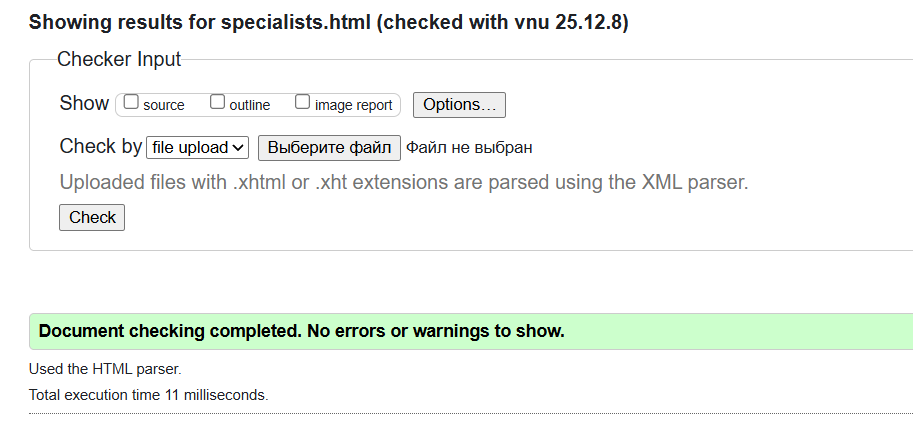 Showing results for specialists.html (checked with vnu 25.12.8)
Checker Input
Show source outline image report Options…
Check by file upload Выберите файл Файл не выбран
Uploaded files with .xhtml or .xht extensions are parsed using the XML parser.
Check
Document checking completed. No errors or warnings to show.
Used the HTML parser.
Total execution time 11 milliseconds.